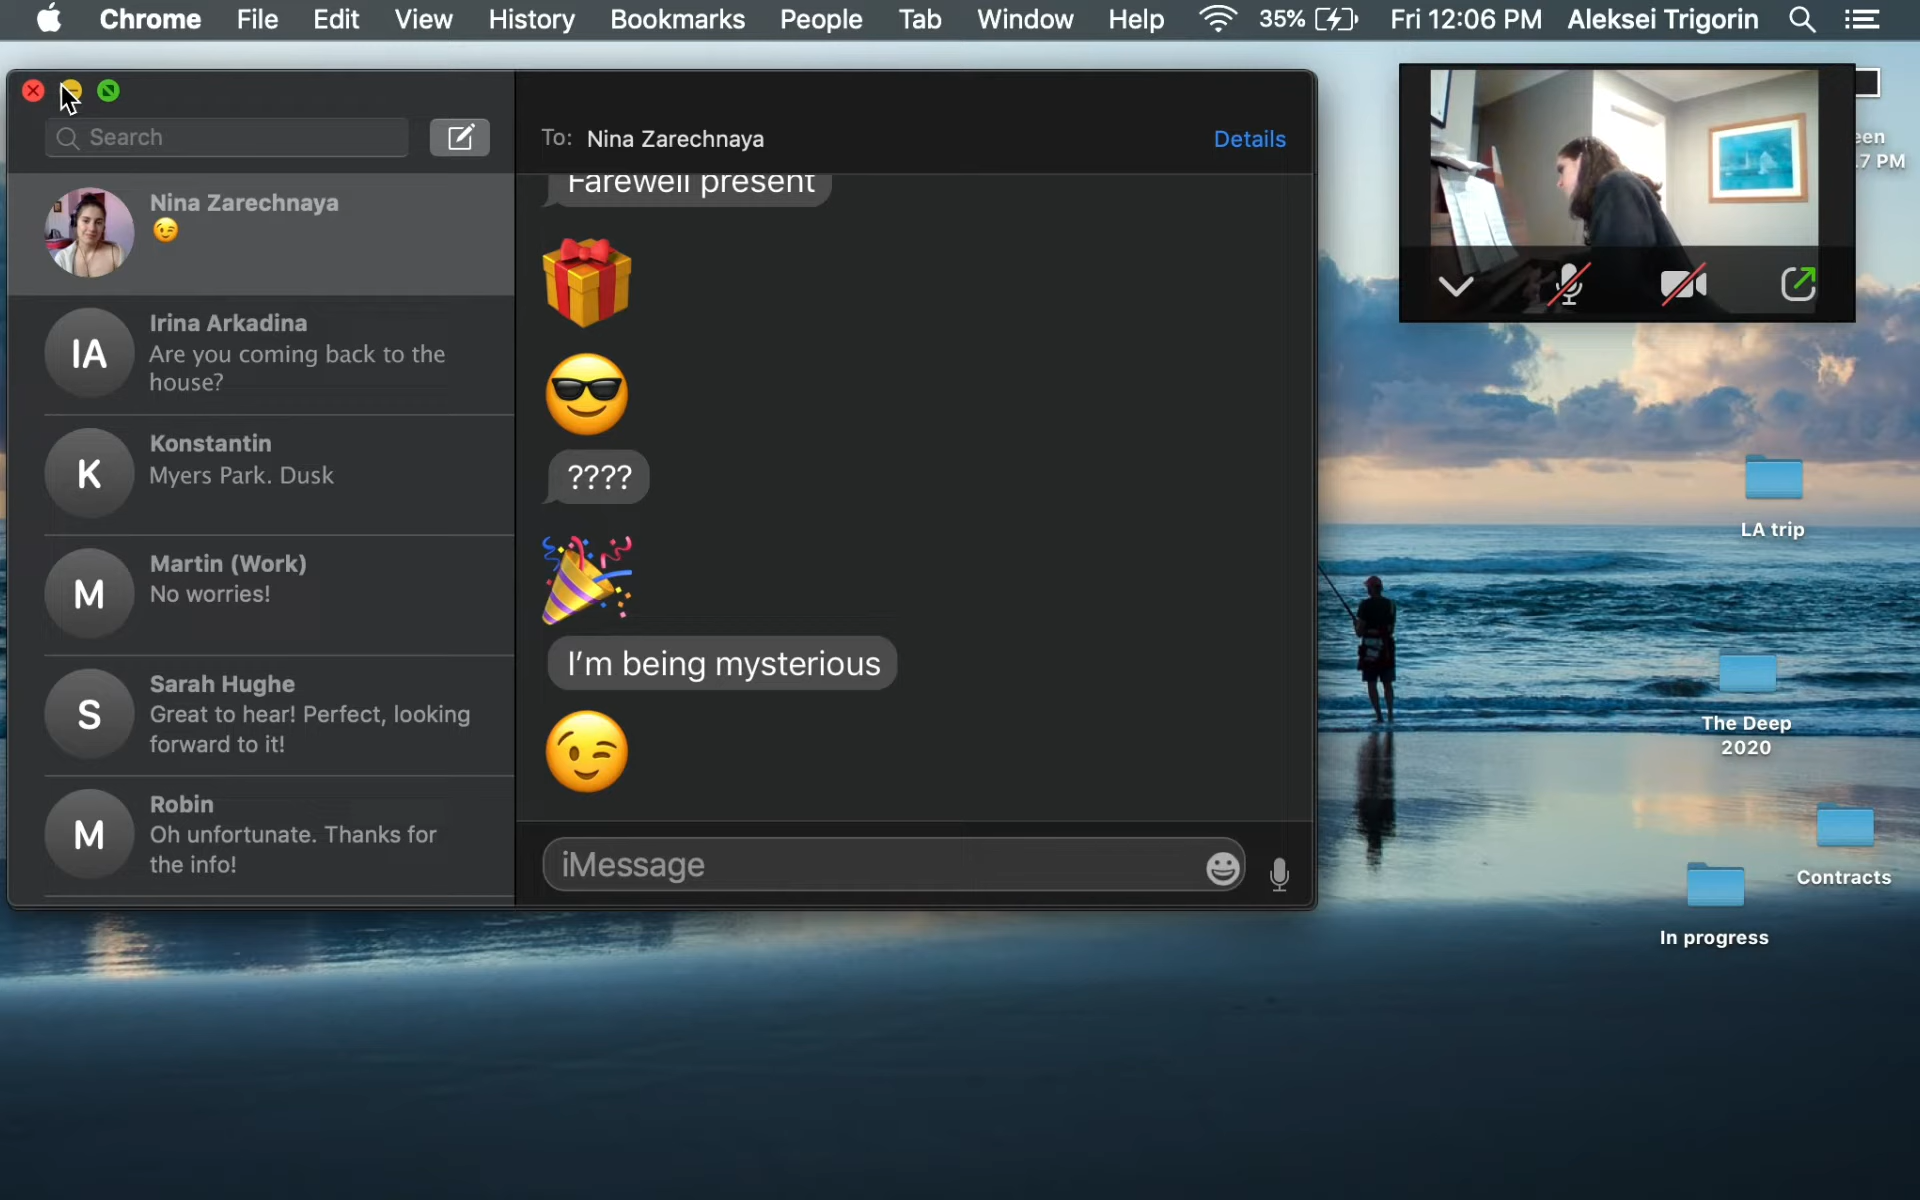 Chrome File Edit View History Bookmarks People Tab Window Help 35% Fri 12:06 PM Aleksei Trigorin
Search
To: Nina Zarechnaya
Details
Nina Zarechnaya
😉
IA
Irina Arkadina
Are you coming back to the
house?
K
Konstantin
Myers Park. Dusk
M
Martin (Work)
No worries!
S
Sarah Hughe
Great to hear! Perfect, looking
forward to it!
M
Robin
Oh unfortunate. Thanks for
the info!
Farewell present
🎁
😎
????
🎉
I'm being mysterious
😉
iMessage
een
.7 PM
LA trip
The Deep
2020
Contracts
In progress